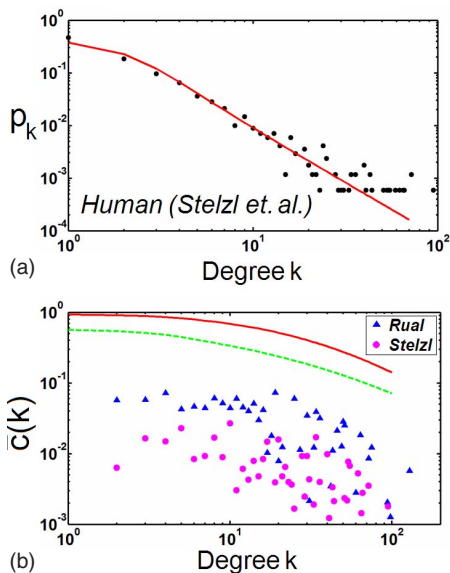 10^0
10^-1
p_k
10^-2
10^-3
Human (Stelzl et. al.)
10^-4
10^0 10^1 10^2
(a)
Degree k
10^0
Rual
Stelzl
10^-1
c(k)
10^-2
10^-3
10^0 10^1 10^2
(b)
Degree k